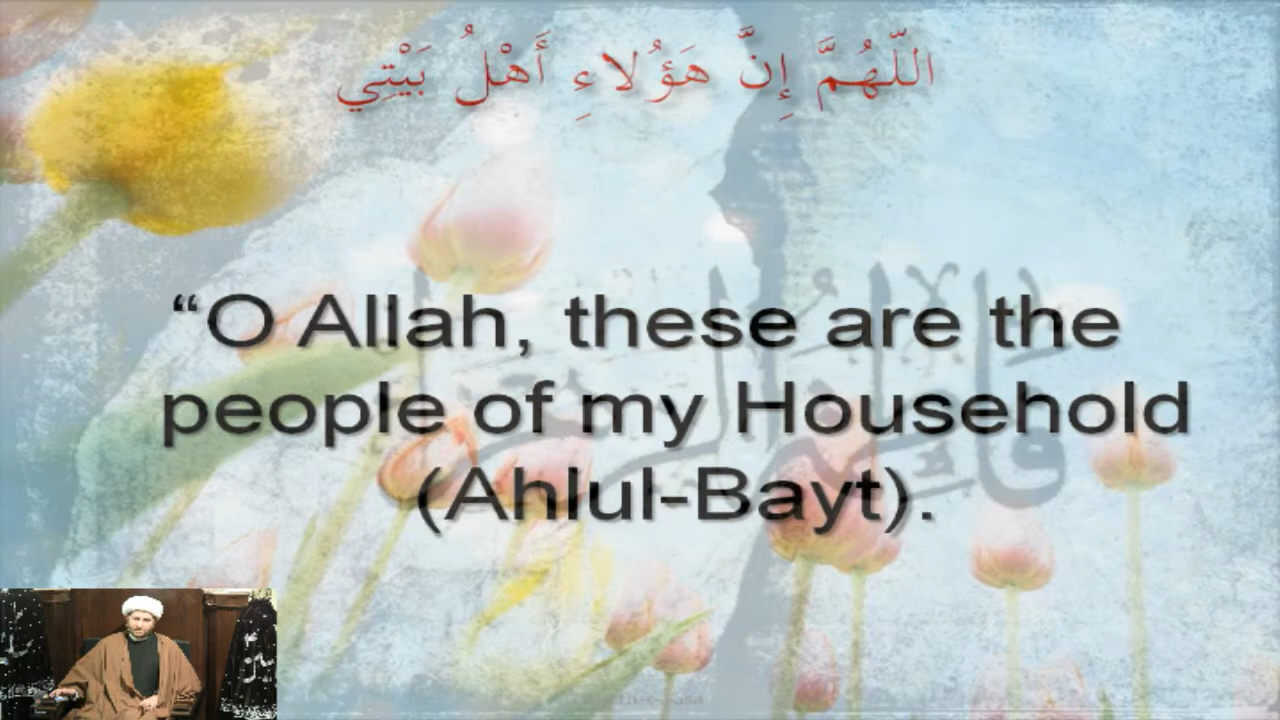 اللّهُمَّ إِنَّ هَؤُلاءِ أَهْلُ بَيْتِي
“O Allah, these are the
people of my Household
(Ahlul-Bayt).